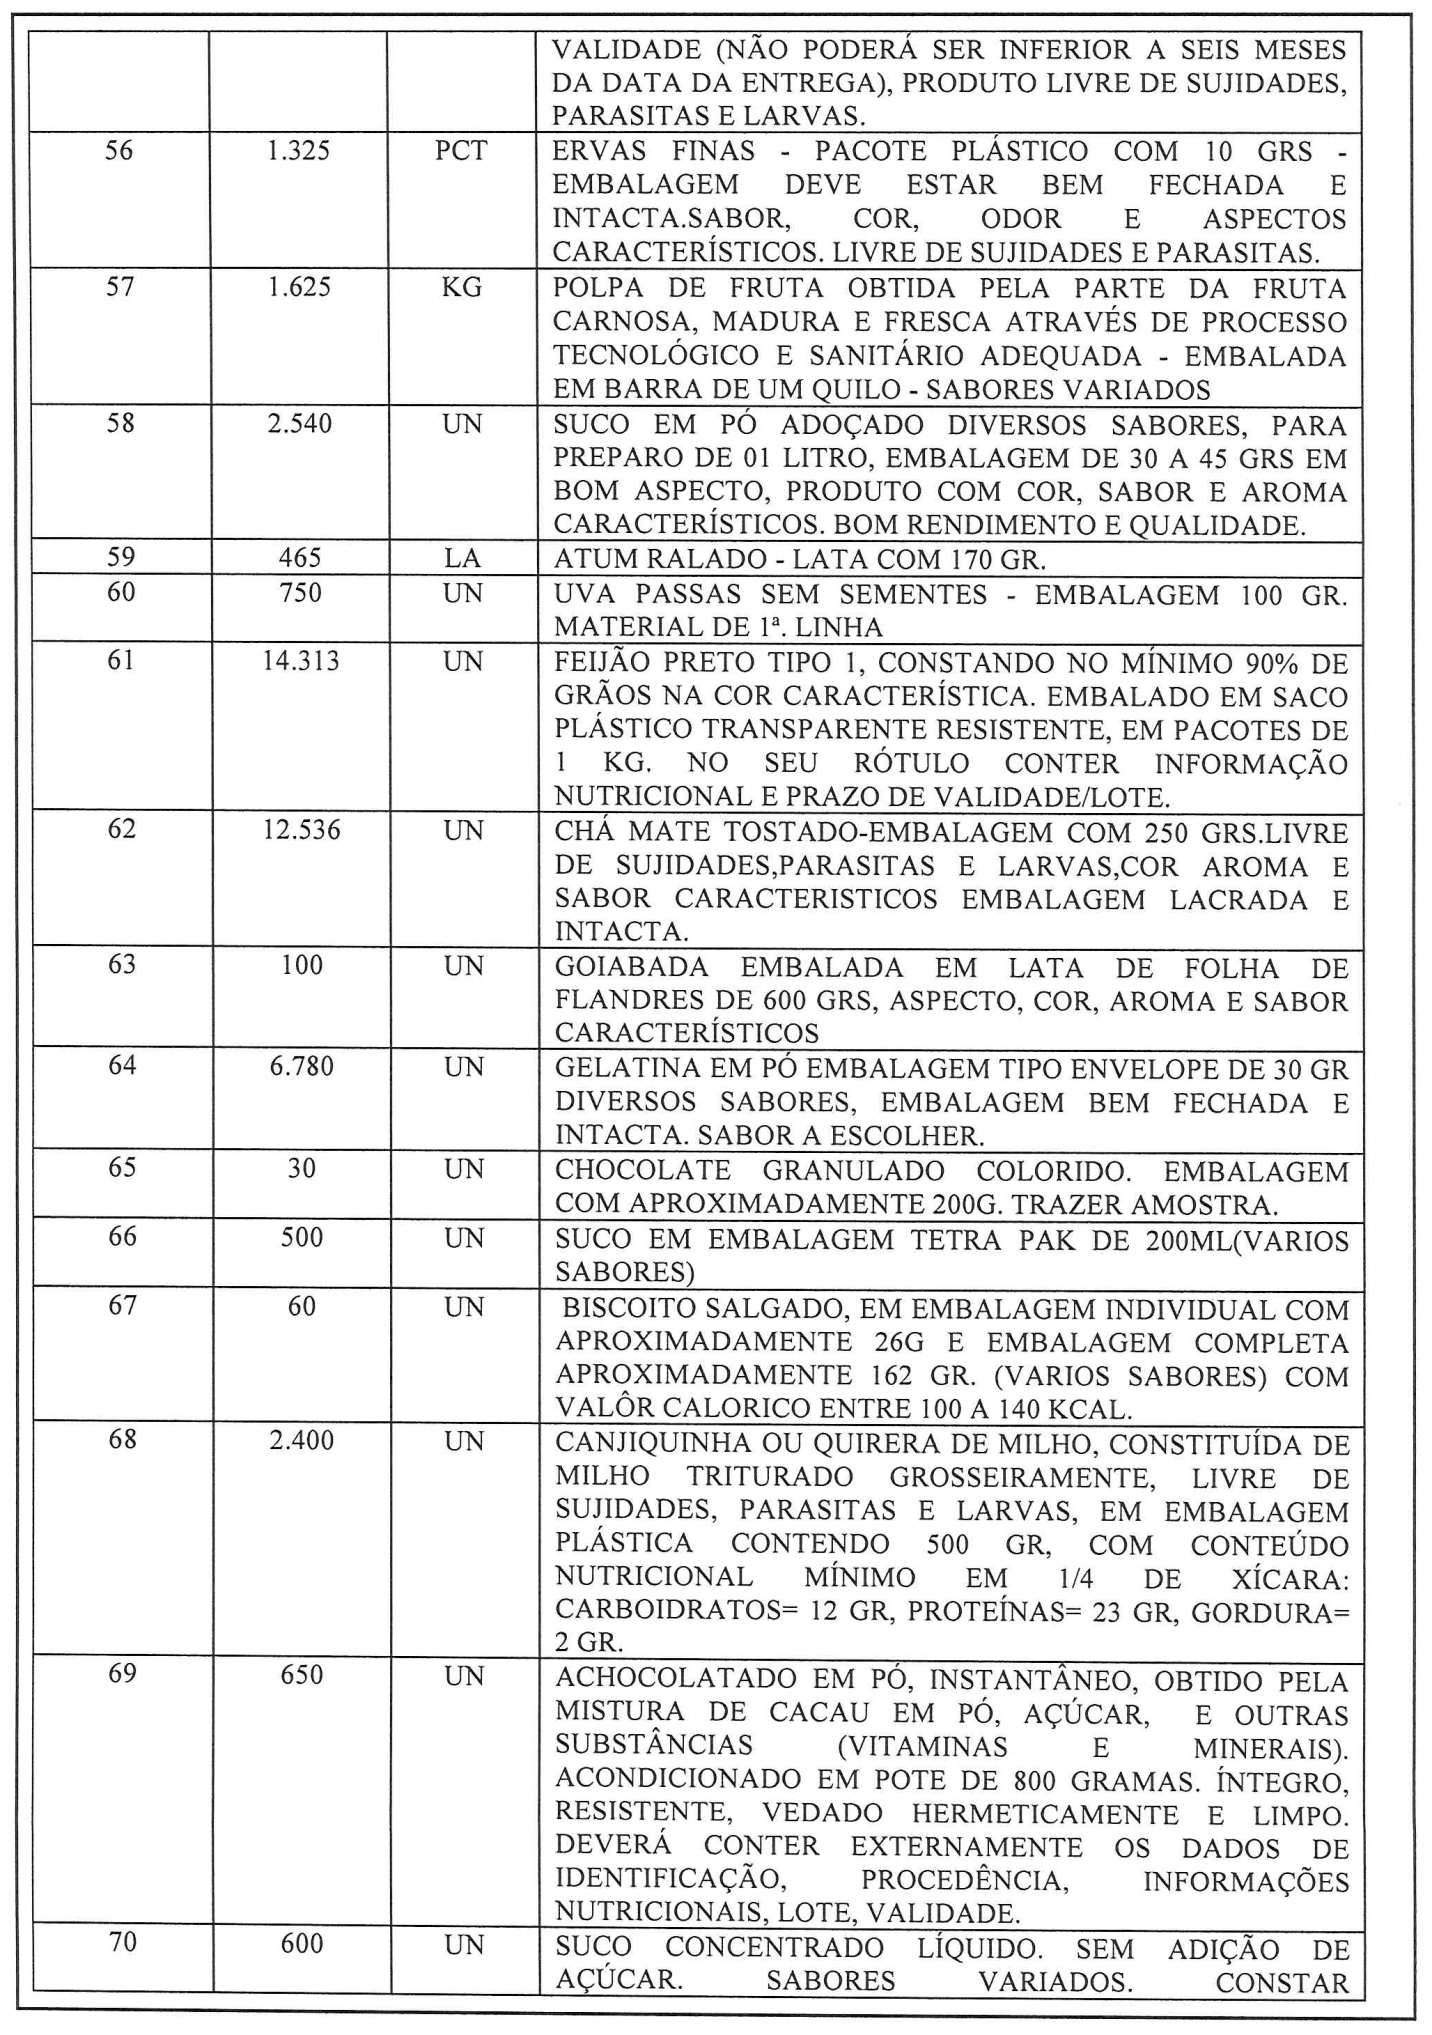 VALIDADE (NÃO PODERÁ SER INFERIOR A SEIS MESES
DA DATA DA ENTREGA), PRODUTO LIVRE DE SUJIDADES,
PARASITAS E LARVAS.
56 1.325 PCT ERVAS FINAS - PACOTE PLÁSTICO COM 10 GRS -
EMBALAGEM DEVE ESTAR BEM FECHADA E
INTACTA.SABOR, COR, ODOR E ASPECTOS
CARACTERÍSTICOS. LIVRE DE SUJIDADES E PARASITAS.
57 1.625 KG POLPA DE FRUTA OBTIDA PELA PARTE DA FRUTA
CARNOSA, MADURA E FRESCA ATRAVÉS DE PROCESSO
TECNOLÓGICO E SANITÁRIO ADEQUADA - EMBALADA
EM BARRA DE UM QUILO - SABORES VARIADOS
58 2.540 UN SUCO EM PÓ ADOÇADO DIVERSOS SABORES, PARA
PREPARO DE 01 LITRO, EMBALAGEM DE 30 A 45 GRS EM
BOM ASPECTO, PRODUTO COM COR, SABOR E AROMA
CARACTERÍSTICOS. BOM RENDIMENTO E QUALIDADE.
59 465 LA ATUM RALADO - LATA COM 170 GR.
60 750 UN UVA PASSAS SEM SEMENTES - EMBALAGEM 100 GR.
MATERIAL DE 1ª. LINHA
61 14.313 UN FEIJÃO PRETO TIPO 1, CONSTANDO NO MÍNIMO 90% DE
GRÃOS NA COR CARACTERÍSTICA. EMBALADO EM SACO
PLÁSTICO TRANSPARENTE RESISTENTE, EM PACOTES DE
1 KG. NO SEU RÓTULO CONTER INFORMAÇÃO
NUTRICIONAL E PRAZO DE VALIDADE/LOTE.
62 12.536 UN CHÁ MATE TOSTADO-EMBALAGEM COM 250 GRS.LIVRE
DE SUJIDADES,PARASITAS E LARVAS,COR AROMA E
SABOR CARACTERISTICOS EMBALAGEM LACRADA E
INTACTA.
63 100 UN GOIABADA EMBALADA EM LATA DE FOLHA DE
FLANDRES DE 600 GRS, ASPECTO, COR, AROMA E SABOR
CARACTERÍSTICOS
64 6.780 UN GELATINA EM PÓ EMBALAGEM TIPO ENVELOPE DE 30 GR
DIVERSOS SABORES, EMBALAGEM BEM FECHADA E
INTACTA. SABOR A ESCOLHER.
65 30 UN CHOCOLATE GRANULADO COLORIDO. EMBALAGEM
COM APROXIMADAMENTE 200G. TRAZER AMOSTRA.
66 500 UN SUCO EM EMBALAGEM TETRA PAK DE 200ML(VARIOS
SABORES)
67 60 UN BISCOITO SALGADO, EM EMBALAGEM INDIVIDUAL COM
APROXIMADAMENTE 26G E EMBALAGEM COMPLETA
APROXIMADAMENTE 162 GR. (VARIOS SABORES) COM
VALÔR CALORICO ENTRE 100 A 140 KCAL.
68 2.400 UN CANJIQUINHA OU QUIRERA DE MILHO, CONSTITUÍDA DE
MILHO TRITURADO GROSSEIRAMENTE, LIVRE DE
SUJIDADES, PARASITAS E LARVAS, EM EMBALAGEM
PLÁSTICA CONTENDO 500 GR, COM CONTEÚDO
NUTRICIONAL MÍNIMO EM 1/4 DE XÍCARA:
CARBOIDRATOS= 12 GR, PROTEÍNAS= 23 GR, GORDURA=
2 GR.
69 650 UN ACHOCOLATADO EM PÓ, INSTANTÂNEO, OBTIDO PELA
MISTURA DE CACAU EM PÓ, AÇÚCAR, E OUTRAS
SUBSTÂNCIAS (VITAMINAS E MINERAIS).
ACONDICIONADO EM POTE DE 800 GRAMAS. ÍNTEGRO,
RESISTENTE, VEDADO HERMETICAMENTE E LIMPO.
DEVERÁ CONTER EXTERNAMENTE OS DADOS DE
IDENTIFICAÇÃO, PROCEDÊNCIA, INFORMAÇÕES
NUTRICIONAIS, LOTE, VALIDADE.
70 600 UN SUCO CONCENTRADO LÍQUIDO. SEM ADIÇÃO DE
AÇÚCAR. SABORES VARIADOS. CONSTAR